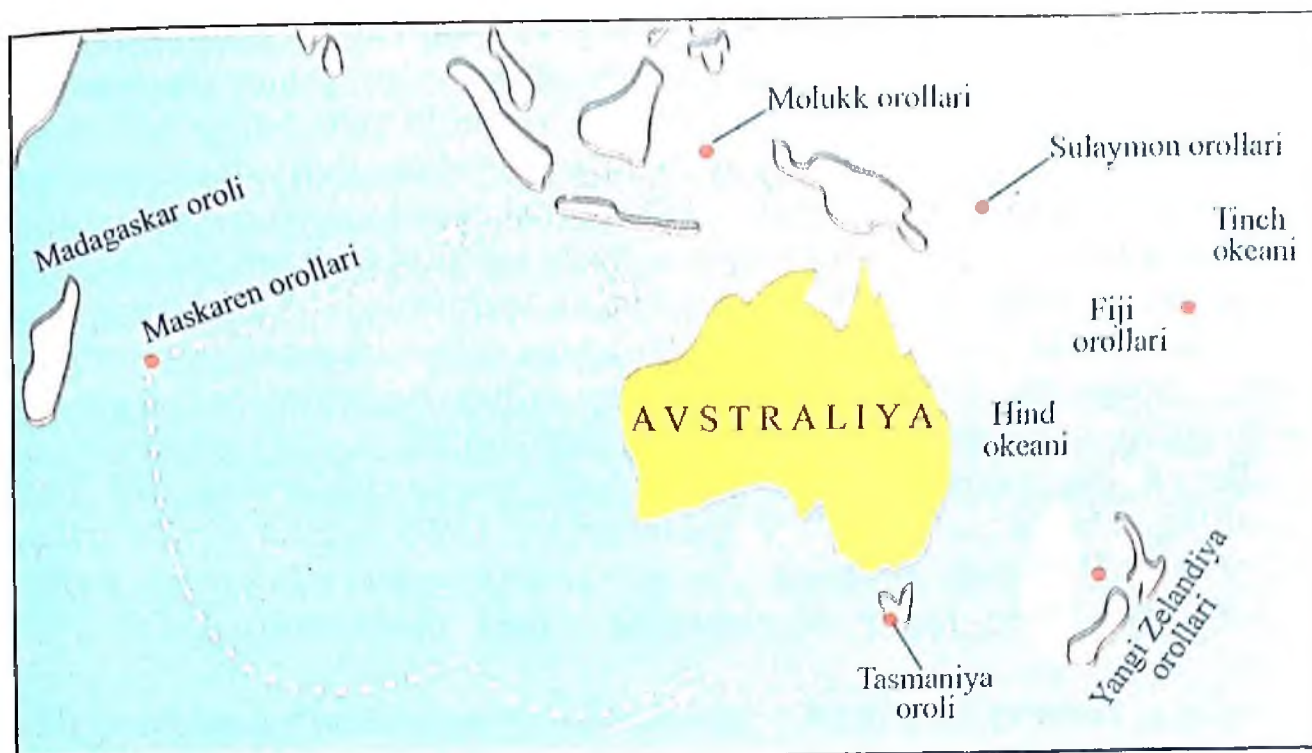 Molukk orollari
Sulaymon orollari
Madagaskar oroli
Maskaren orollari
Tinch
okeani
Fiji
orollari
AVSTRALIYA
Hind
okeani
Yangi Zelandiya
orollari
Tasmaniya
oroli